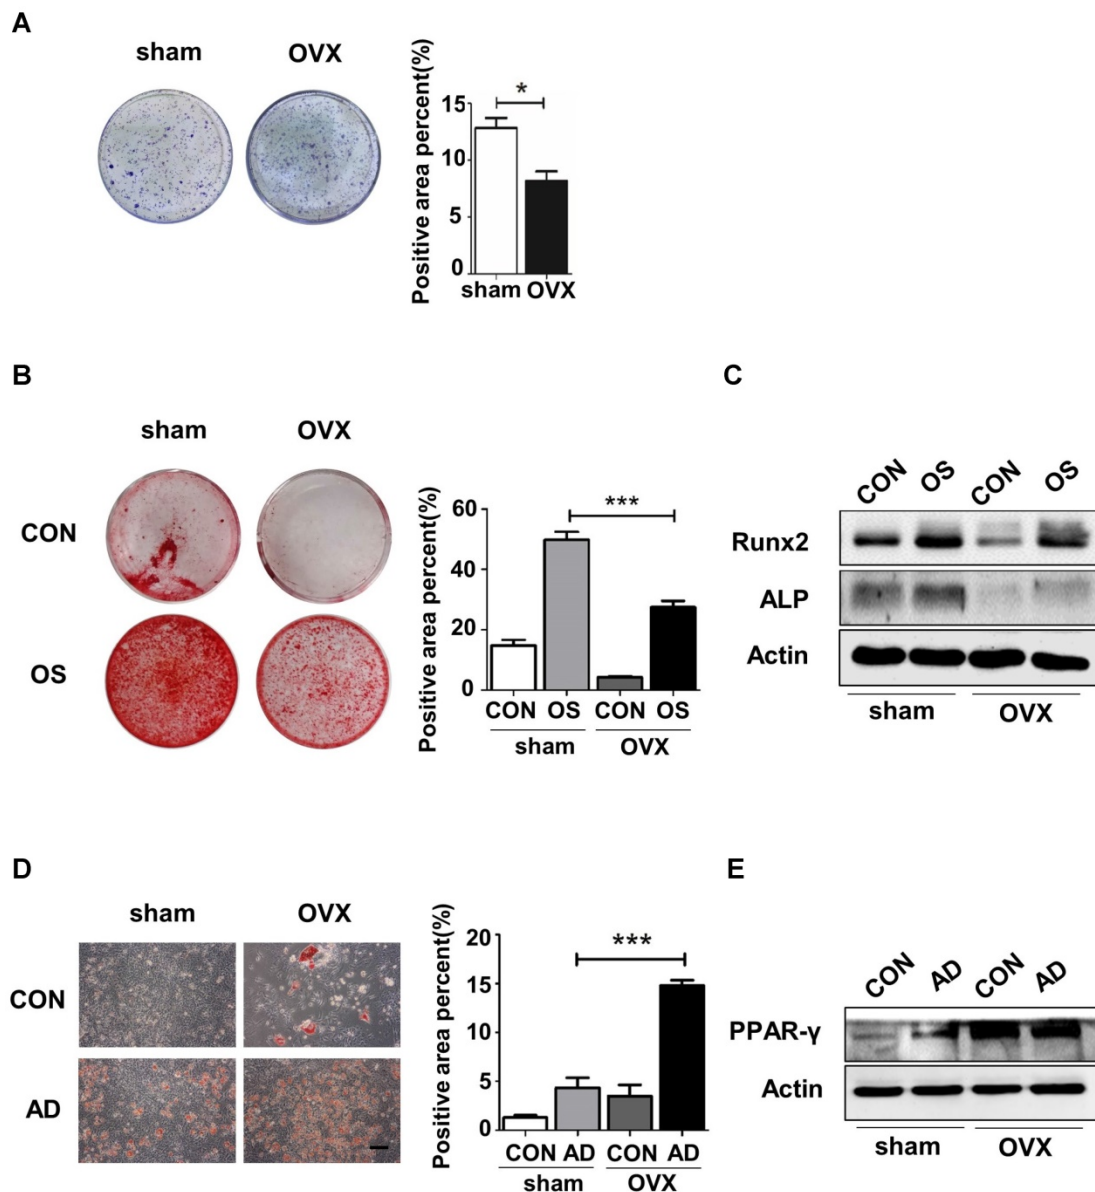 A
sham OVX
Positive area percent(%)
15
10
5
0
*
sham OVX
B
sham OVX
CON
OS
Positive area percent(%)
60
40
20
0
***
CON OS CON OS
sham OVX
C
CON OS CON OS
Runx2
ALP
Actin
sham OVX
D
sham OVX
CON
AD
Positive area percent(%)
20
15
10
5
0
***
CON AD CON AD
sham OVX
E
CON AD CON AD
PPAR-γ
Actin
sham OVX